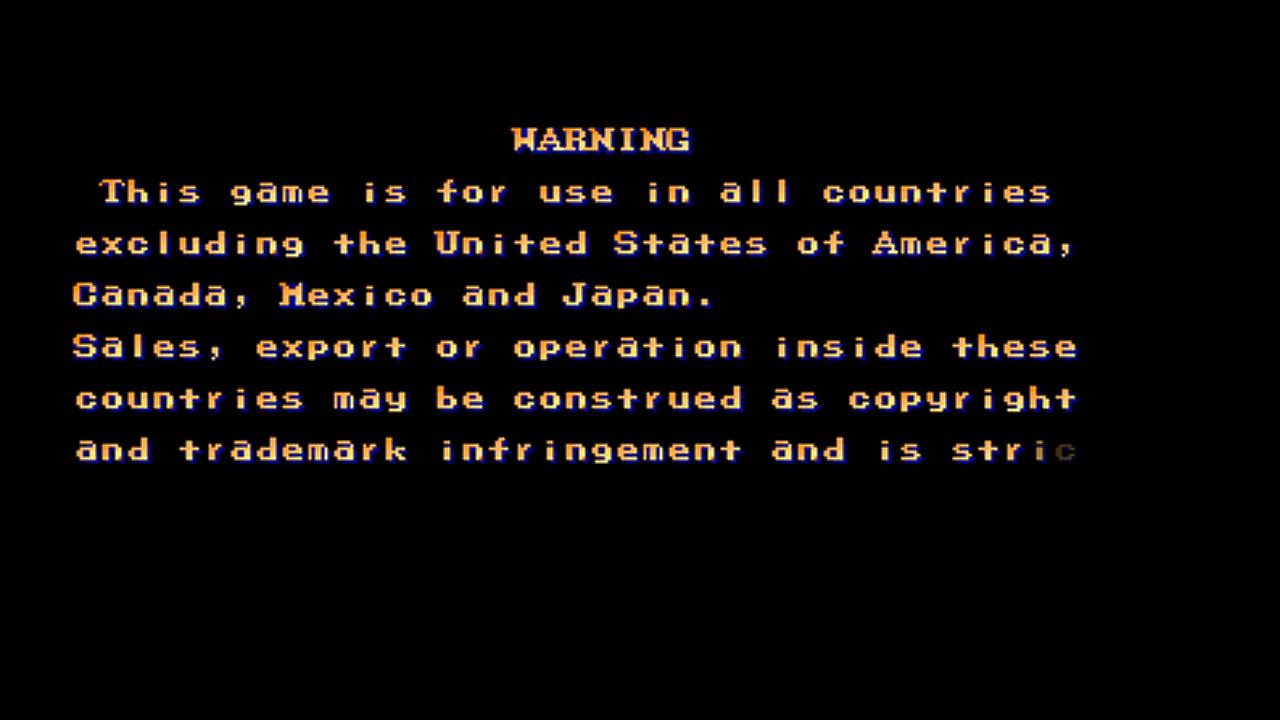 WARNING
This game is for use in all countries
excluding the United States of America,
Canada, Mexico and Japan.
Sales, export or operation inside these
countries may be construed as copyright
and trademark infringement and is stric